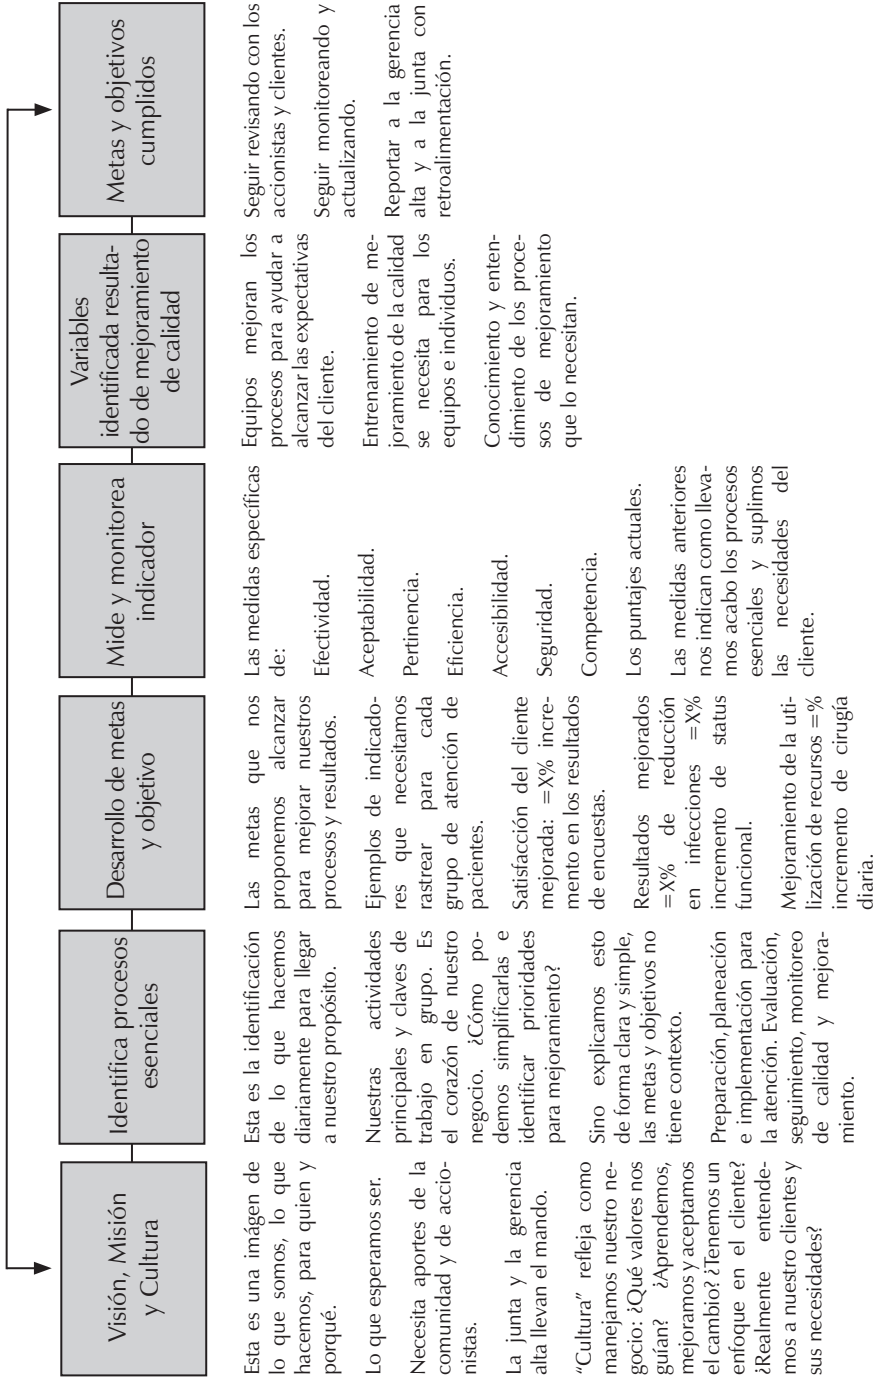 Visión, Misión
y Cultura
Esta es una imágen de
lo que somos, lo que
hacemos, para quien y
porqué.
Lo que esperamos ser.
Necesita aportes de la
comunidad y de accio-
nistas.
La junta y la gerencia
alta llevan el mando.
“Cultura” refleja como
manejamos nuestro ne-
gocio: ¿Qué valores nos
guían? ¿Aprendemos,
mejoramos y aceptamos
el cambio? ¿Tenemos un
enfoque en el cliente?
¿Realmente entende-
mos a nuestro clientes y
sus necesidades?
Identifica procesos
esenciales
Esta es la identificación
de lo que hacemos
diariamente para llegar
a nuestro propósito.
Nuestras actividades
principales y claves de
trabajo en grupo. Es
el corazón de nuestro
negocio. ¿Cómo po-
demos simplificarlas e
identificar prioridades
para mejoramiento?
Sino explicamos esto
de forma clara y simple,
las metas y objetivos no
tiene contexto.
Preparación, planeación
e implementación para
la atención. Evaluación,
seguimiento, monitoreo
de calidad y mejora-
miento.
Desarrollo de metas
y objetivo
Las metas que nos
proponemos alcanzar
para mejorar nuestros
procesos y resultados.
Ejemplos de indicado-
res que necesitamos
rastrear para cada
grupo de atención de
pacientes.
Satisfacción del cliente
mejorada: =X% incre-
mento en los resultados
de encuestas.
Resultados mejorados
=X% de reducción
en infecciones =X%
incremento de status
funcional.
Mejoramiento de la uti-
lización de recursos =%
incremento de cirugía
diaria.
Mide y monitorea
indicador
Las medidas específicas
de:
Efectividad.
Aceptabilidad.
Pertinencia.
Eficiencia.
Accesibilidad.
Seguridad.
Competencia.
Los puntajes actuales.
Las medidas anteriores
nos indican como lleva-
mos acabo los procesos
esenciales y suplimos
las necesidades del
cliente.
Variables
identificada resulta-
do de mejoramiento
de calidad
Equipos mejoran los
procesos para ayudar a
alcanzar las expectativas
del cliente.
Entrenamiento de me-
joramiento de la calidad
se necesita para los
equipos e individuos.
Conocimiento y enten-
dimiento de los proce-
sos de mejoramiento
que lo necesitan.
Metas y objetivos
cumplidos
Seguir revisando con los
accionistas y clientes.
Seguir monitoreando y
actualizando.
Reportar a la gerencia
alta y a la junta con
retroalimentación.